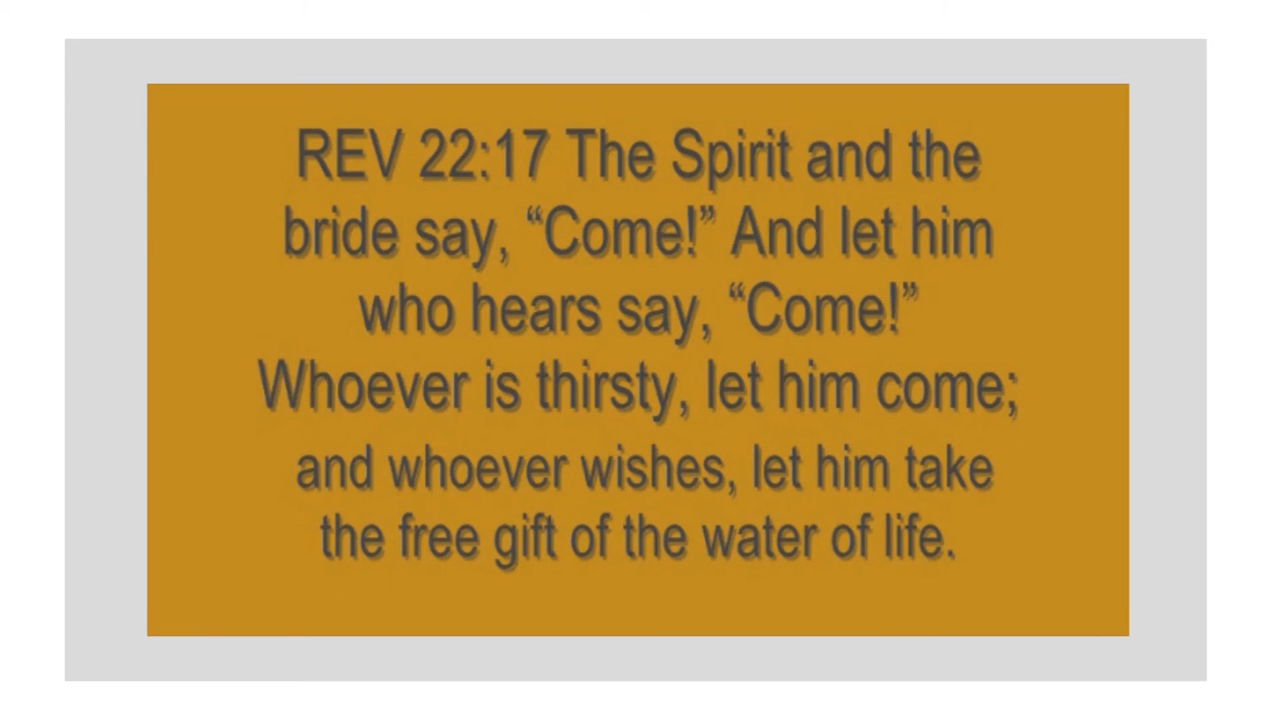 REV 22:17 The Spirit and the
bride say, “Come!” And let him
who hears say, “Come!”
Whoever is thirsty, let him come;
and whoever wishes, let him take
the free gift of the water of life.